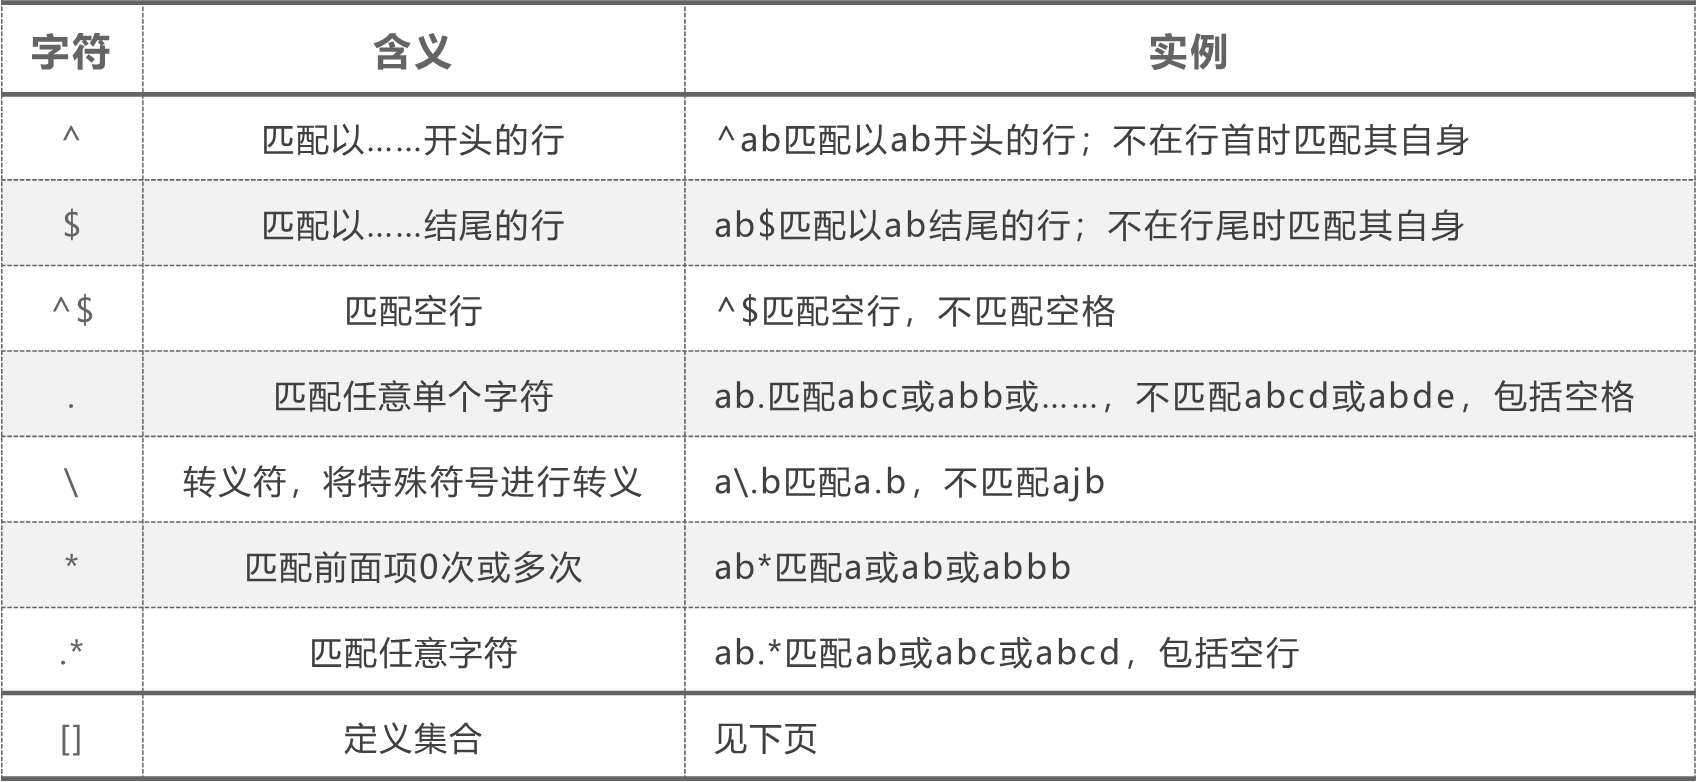 字符 含义 实例
^ 匹配以……开头的行 ^ab匹配以ab开头的行；不在行首时匹配其自身
$ 匹配以……结尾的行 ab$匹配以ab结尾的行；不在行尾时匹配其自身
^$ 匹配空行 ^$匹配空行，不匹配空格
. 匹配任意单个字符 ab.匹配abc或abb或……，不匹配abcd或abde，包括空格
\ 转义符，将特殊符号进行转义 a\.b匹配a.b，不匹配ajb
* 匹配前面项0次或多次 ab*匹配a或ab或abbb
.* 匹配任意字符 ab.*匹配ab或abc或abcd，包括空行
[] 定义集合 见下页